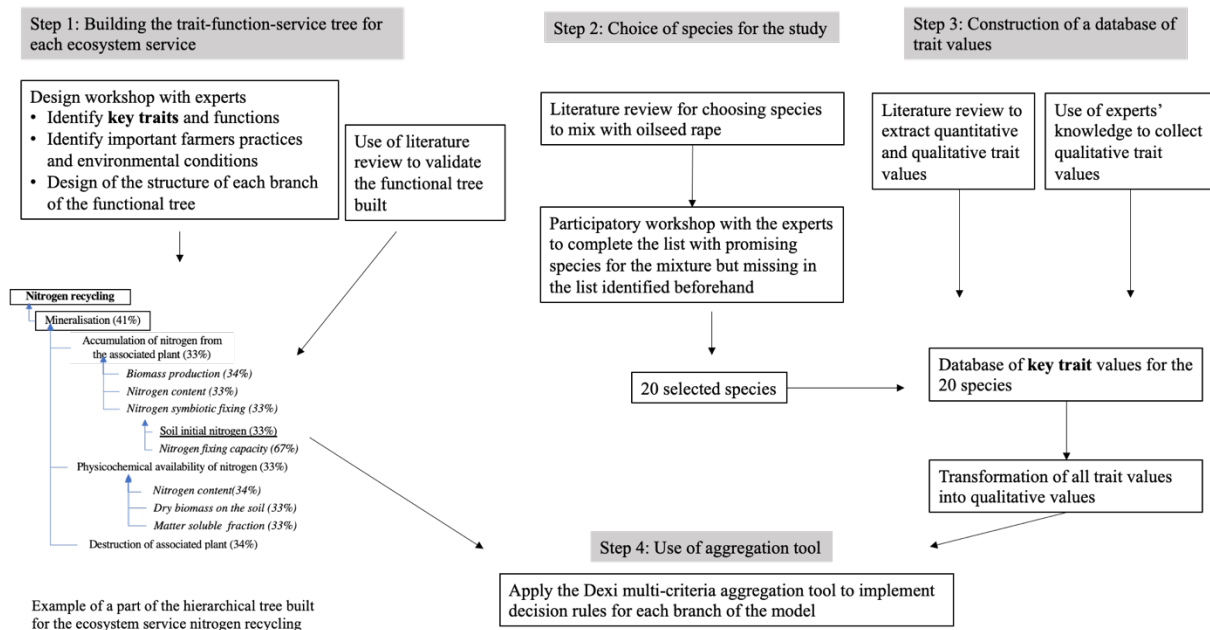 Step 1: Building the trait-function-service tree for
each ecosystem service
Design workshop with experts
• Identify key traits and functions
• Identify important farmers practices
and environmental conditions
• Design of the structure of each branch
of the functional tree
Use of literature
review to validate
the functional tree
built
Nitrogen recycling
Mineralisation (41%)
Accumulation of nitrogen from
the associated plant (33%)
Biomass production (34%)
Nitrogen content (33%)
Nitrogen symbiotic fixing (33%)
Soil initial nitrogen (33%)
Nitrogen fixing capacity (67%)
Physicochemical availability of nitrogen (33%)
Nitrogen content(34%)
Dry biomass on the soil (33%)
Matter soluble fraction (33%)
Destruction of associated plant (34%)
Example of a part of the hierarchical tree built
for the ecosystem service nitrogen recycling
Step 2: Choice of species for the study
Literature review for choosing species
to mix with oilseed rape
Participatory workshop with the experts
to complete the list with promising
species for the mixture but missing in
the list identified beforehand
20 selected species
Step 3: Construction of a database of
trait values
Literature review to
extract quantitative
and qualitative trait
values
Use of experts'
knowledge to collect
qualitative trait
values
Database of key trait values for the
20 species
Transformation of all trait values
into qualitative values
Step 4: Use of aggregation tool
Apply the Dexi multi-criteria aggregation tool to implement
decision rules for each branch of the model